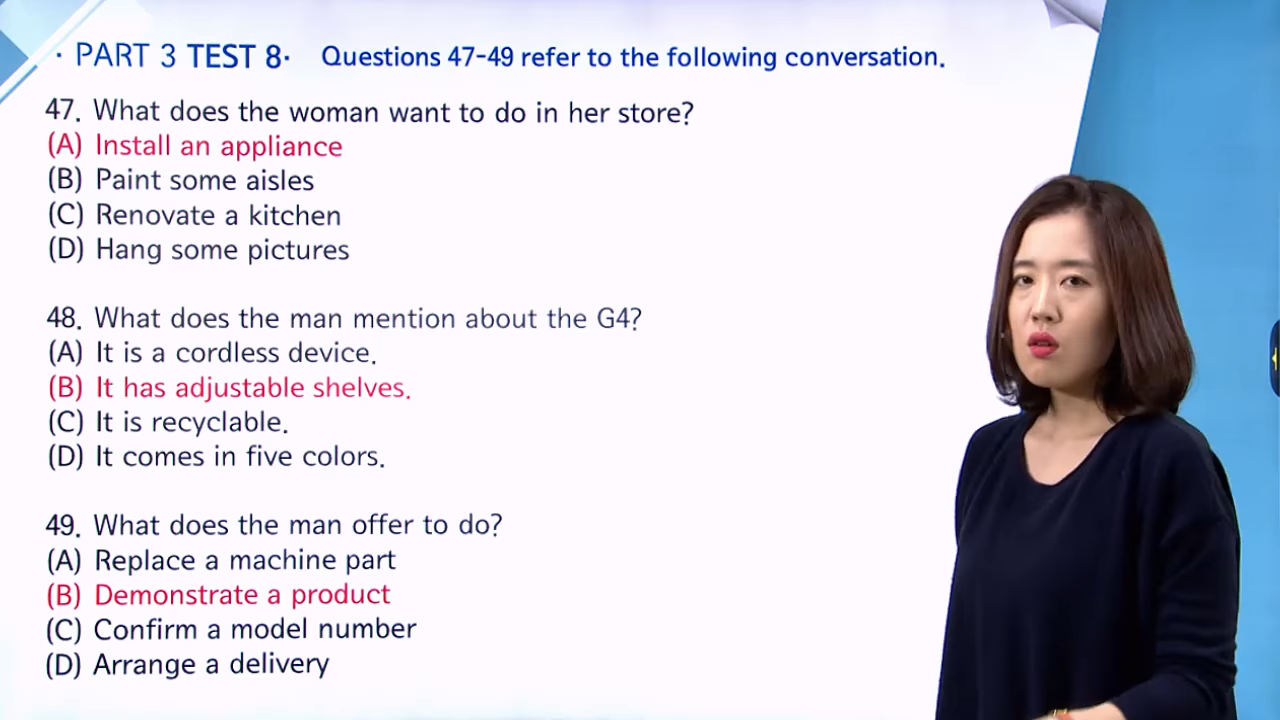 · PART 3 TEST 8· Questions 47-49 refer to the following conversation.
47. What does the woman want to do in her store?
(A) Install an appliance
(B) Paint some aisles
(C) Renovate a kitchen
(D) Hang some pictures
48. What does the man mention about the G4?
(A) It is a cordless device.
(B) It has adjustable shelves.
(C) It is recyclable.
(D) It comes in five colors.
49. What does the man offer to do?
(A) Replace a machine part
(B) Demonstrate a product
(C) Confirm a model number
(D) Arrange a delivery